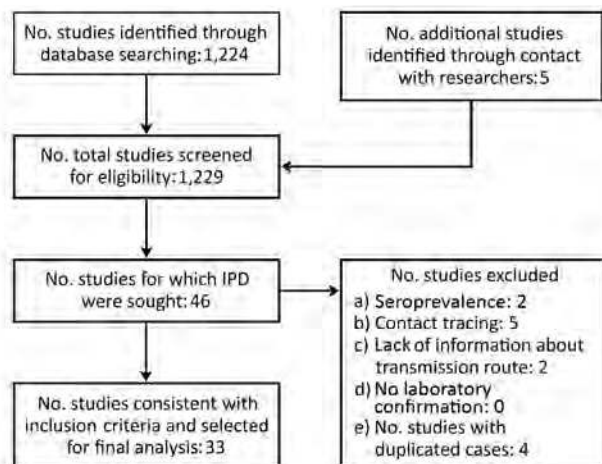 No. studies identified through
database searching: 1,224
No. additional studies
identified through contact
with researchers: 5
No. total studies screened
for eligibility: 1,229
No. studies for which IPD
were sought: 46
No. studies excluded
a) Seroprevalence: 2
b) Contact tracing: 5
c) Lack of information about
transmission route: 2
d) No laboratory
confirmation: 0
e) No. studies with
duplicated cases: 4
No. studies consistent with
inclusion criteria and selected
for final analysis: 33